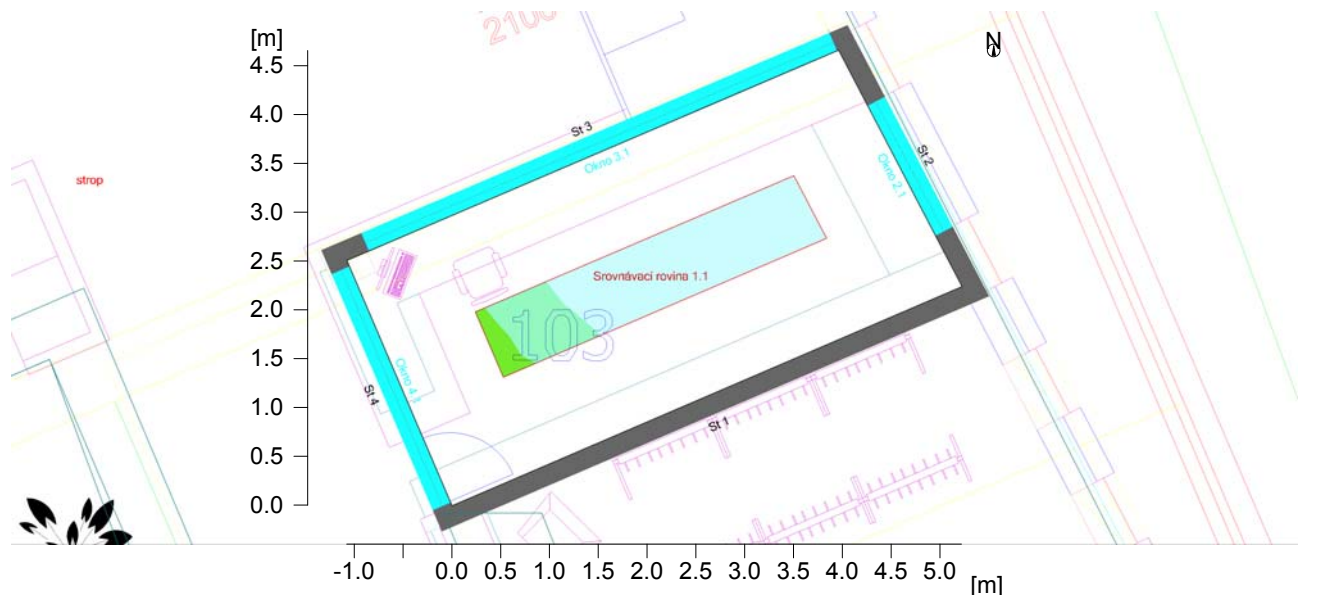 2100
[m]
N
4.5
4.0
St 3
St 2
Okno 3.1
Okno 2.1
3.5
strop
3.0
2.5
Srovnávací rovina 1.1
2.0
103
1.5
Okno 4.1
St 4
1.0
St 1
0.5
0.0
-1.0 0.0 0.5 1.0 1.5 2.0 2.5 3.0 3.5 4.0 4.5 5.0
[m]